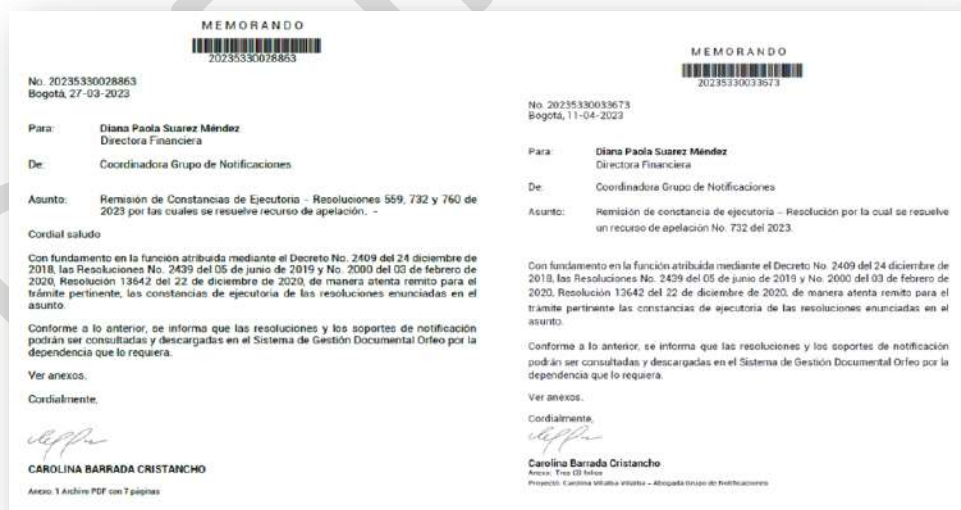 MEMORANDO
20235330028863
No. 20235330028863
Bogotá, 27-03-2023
Para: Diana Paola Suarez Méndez
Directora Financiera
De: Coordinadora Grupo de Notificaciones
Asunto: Remisión de Constancias de Ejecutoria – Resoluciones 559, 732 y 760 de
2023 por las cuales se resuelve recurso de apelación. –
Cordial saludo
Con fundamento en la función atribuida mediante el Decreto No. 2409 del 24 diciembre de
2018, las Resoluciones No. 2439 del 05 de junio de 2019 y No. 2000 del 03 de febrero de
2020, Resolución 13642 del 22 de diciembre de 2020, de manera atenta remito para el
trámite pertinente, las constancias de ejecutoria de las resoluciones enunciadas en el
asunto.
Conforme a lo anterior, se informa que las resoluciones y los soportes de notificación
podrán ser consultadas y descargadas en el Sistema de Gestión Documental Orfeo por la
dependencia que lo requiera.
Ver anexos.
Cordialmente,
CAROLINA BARRADA CRISTANCHO
Anexo: 1 Archivo PDF con 7 páginas
MEMORANDO
20235330033673
No. 20235330033673
Bogotá, 11-04-2023
Para: Diana Paola Suarez Méndez
Directora Financiera
De: Coordinadora Grupo de Notificaciones
Asunto: Remisión de constancia de ejecutoria – Resolución por la cual se resuelve
un recurso de apelación No. 732 del 2023.
Con fundamento en la función atribuida mediante el Decreto No. 2409 del 24 diciembre de
2018, las Resoluciones No. 2439 del 05 de junio de 2019 y No. 2000 del 03 de febrero de
2020, Resolución 13642 del 22 de diciembre de 2020, de manera atenta remito para el
trámite pertinente las constancias de ejecutoria de las resoluciones enunciadas en el
asunto.
Conforme a lo anterior, se informa que las resoluciones y los soportes de notificación
podrán ser consultadas y descargadas en el Sistema de Gestión Documental Orfeo por la
dependencia que lo requiera.
Ver anexos.
Cordialmente,
Carolina Barrada Cristancho
Anexo: Tres (3) folios
Proyectó: Carolina Villalba Villalba – Abogada Grupo de Notificaciones